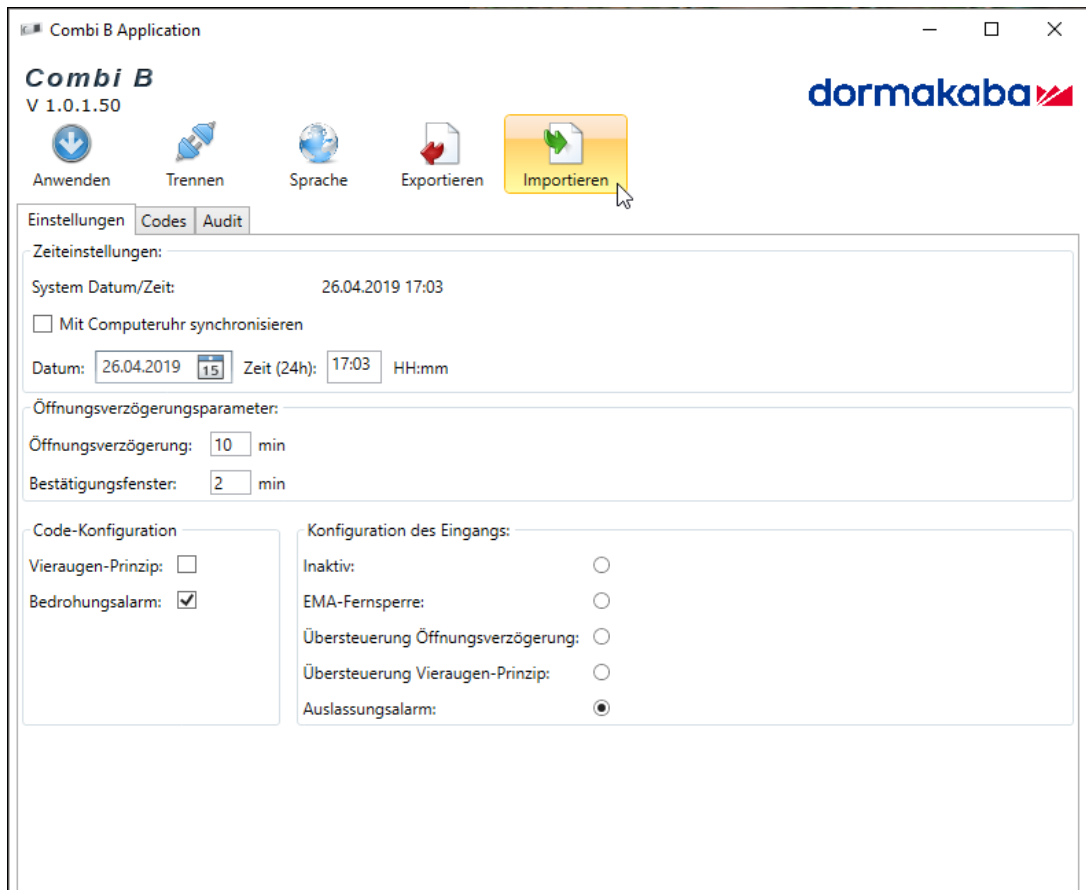 Combi B Application
Combi B
V 1.0.1.50
dormakaba
Anwenden Trennen Sprache Exportieren Importieren
Einstellungen Codes Audit
Zeiteinstellungen:
System Datum/Zeit: 26.04.2019 17:03
Mit Computeruhr synchronisieren
Datum: 26.04.2019 15 Zeit (24h): 17:03 HH:mm
Öffnungsverzögerungsparameter:
Öffnungsverzögerung: 10 min
Bestätigungsfenster: 2 min
Code-Konfiguration
Vieraugen-Prinzip:
Bedrohungsalarm:
Konfiguration des Eingangs:
Inaktiv:
EMA-Fernsperre:
Übersteuerung Öffnungsverzögerung:
Übersteuerung Vieraugen-Prinzip:
Auslassungsalarm: